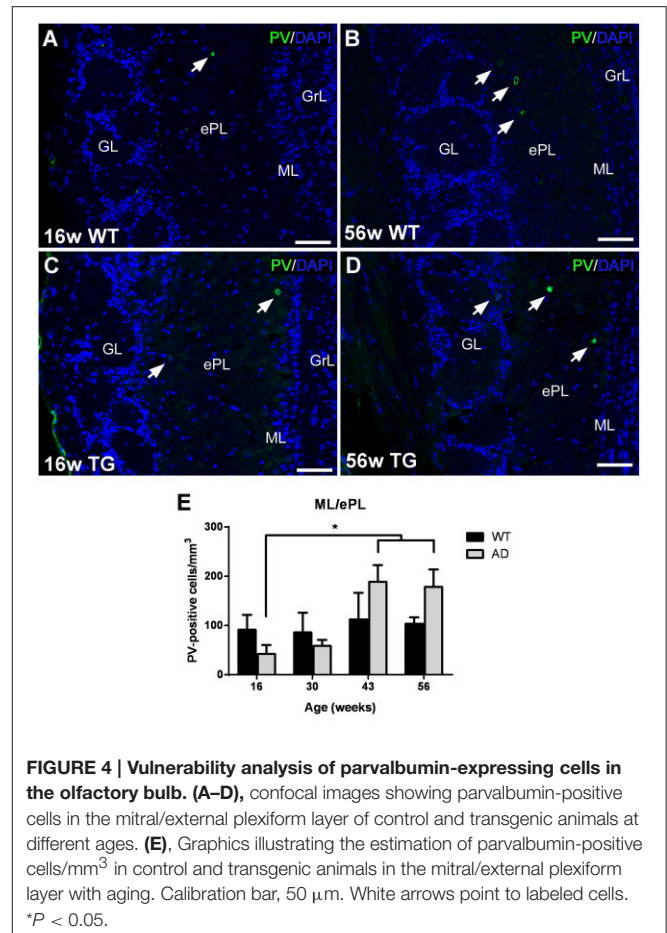 A
PV/DAPI
GL
ePL
GrL
ML
16w WT
B
PV/DAPI
GrL
GL
ePL
ML
56w WT
C
PV/DAPI
GL
ePL
GrL
ML
16w TG
D
PV/DAPI
GL
GrL
ePL
ML
56w TG
E
ML/ePL
PV-positive cells/mm³
300
200
100
0
*
WT
AD
16 30 43 56
Age (weeks)
FIGURE 4 | Vulnerability analysis of parvalbumin-expressing cells in
the olfactory bulb. (A–D), confocal images showing parvalbumin-positive
cells in the mitral/external plexiform layer of control and transgenic animals at
different ages. (E), Graphics illustrating the estimation of parvalbumin-positive
cells/mm³ in control and transgenic animals in the mitral/external plexiform
layer with aging. Calibration bar, 50 μm. White arrows point to labeled cells.
*P < 0.05.